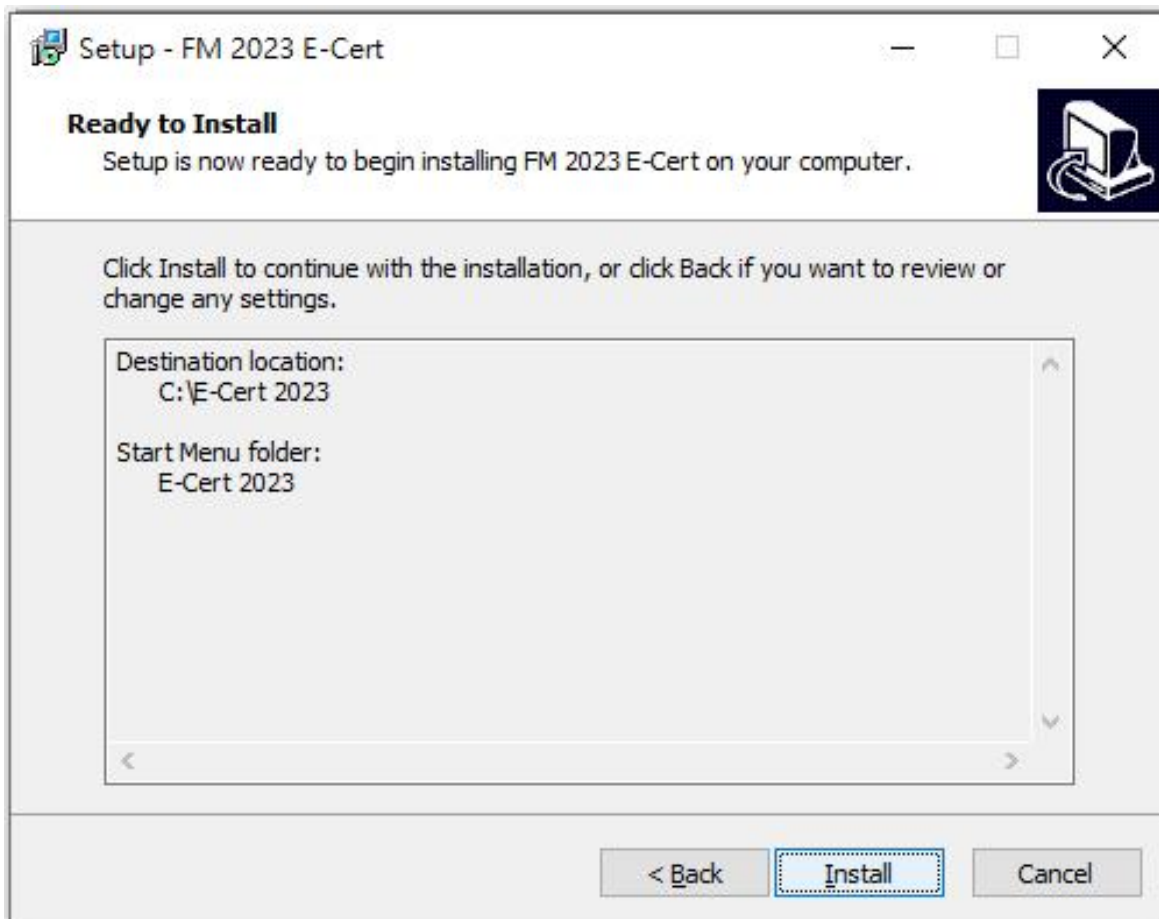 Setup - FM 2023 E-Cert
Ready to Install
Setup is now ready to begin installing FM 2023 E-Cert on your computer.
Click Install to continue with the installation, or click Back if you want to review or
change any settings.
Destination location:
C:\E-Cert 2023
Start Menu folder:
E-Cert 2023
< Back
Install
Cancel